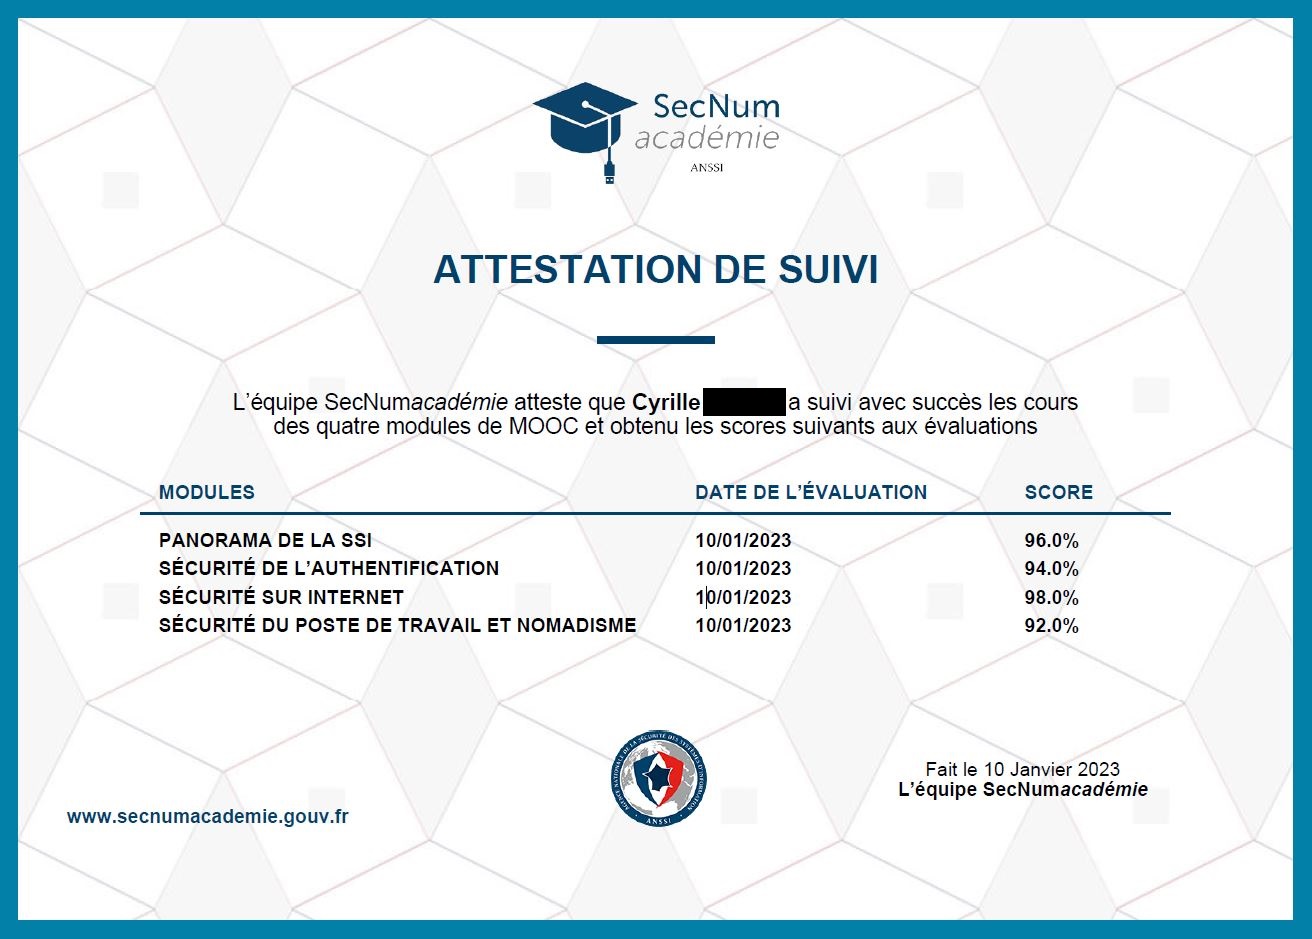 SecNum
académie
ANSSI
ATTESTATION DE SUIVI
L’équipe SecNumacadémie atteste que Cyrille a suivi avec succès les cours
des quatre modules de MOOC et obtenu les scores suivants aux évaluations
MODULES DATE DE L’ÉVALUATION SCORE
PANORAMA DE LA SSI 10/01/2023 96.0%
SÉCURITÉ DE L’AUTHENTIFICATION 10/01/2023 94.0%
SÉCURITÉ SUR INTERNET 10/01/2023 98.0%
SÉCURITÉ DU POSTE DE TRAVAIL ET NOMADISME 10/01/2023 92.0%
AGENCE NATIONALE DE LA SÉCURITÉ DES SYSTÈMES D'INFORMATION
ANSSI
Fait le 10 Janvier 2023
L’équipe SecNumacadémie
www.secnumacademie.gouv.fr